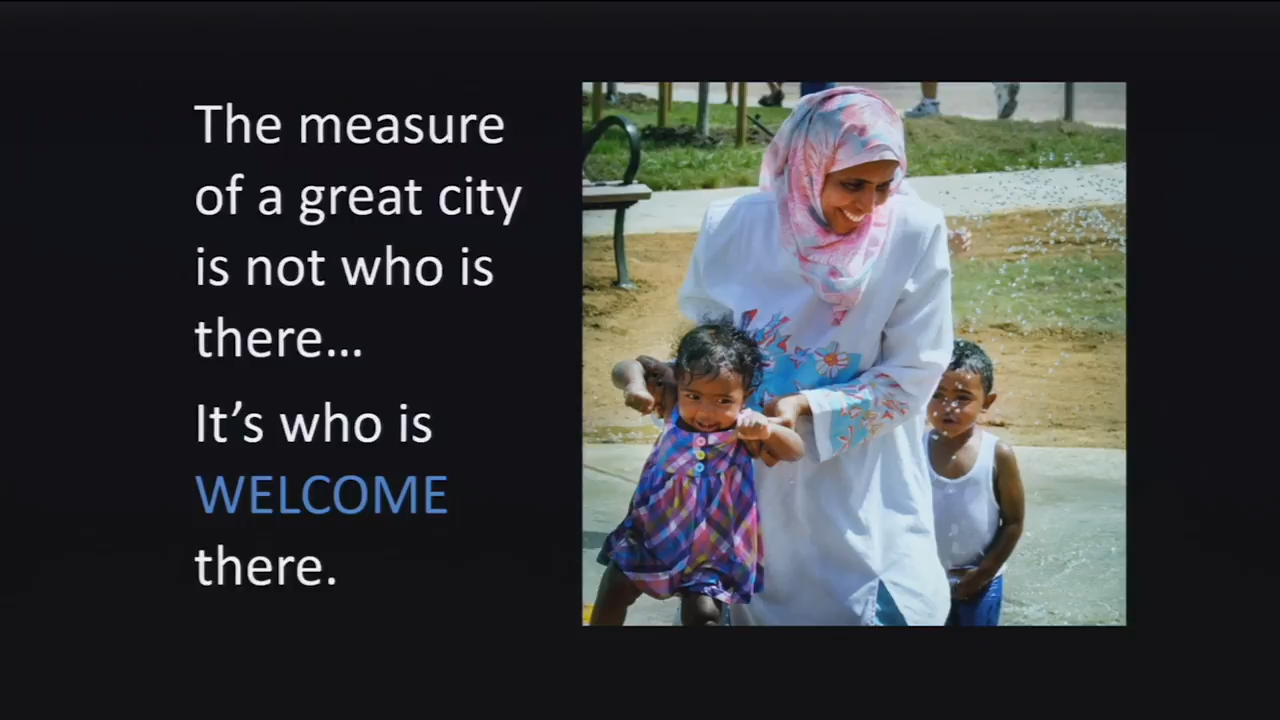 The measure
of a great city
is not who is
there…
It’s who is
WELCOME
there.